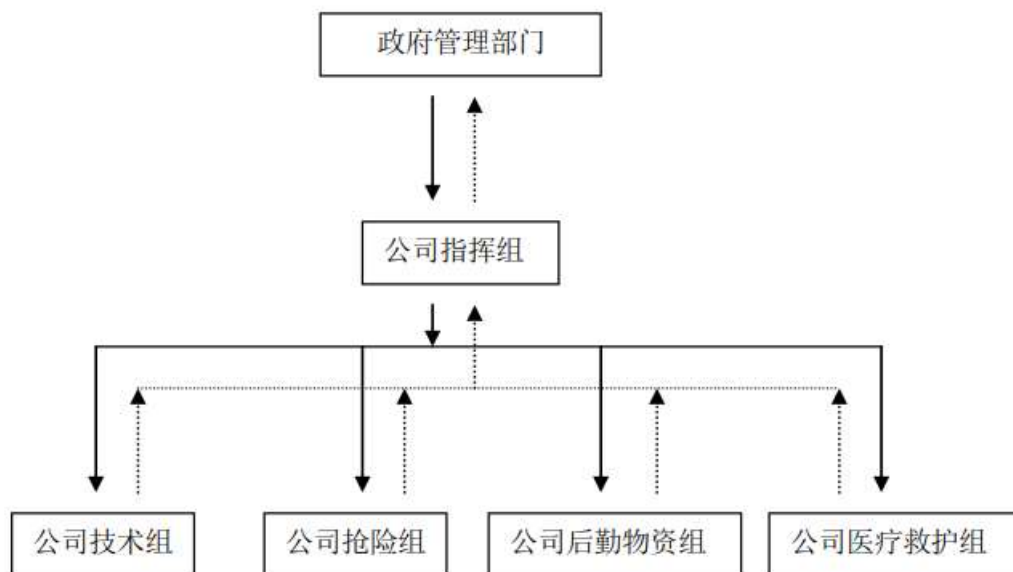 政府管理部门
公司指挥组
公司技术组
公司抢险组
公司后勤物资组
公司医疗救护组